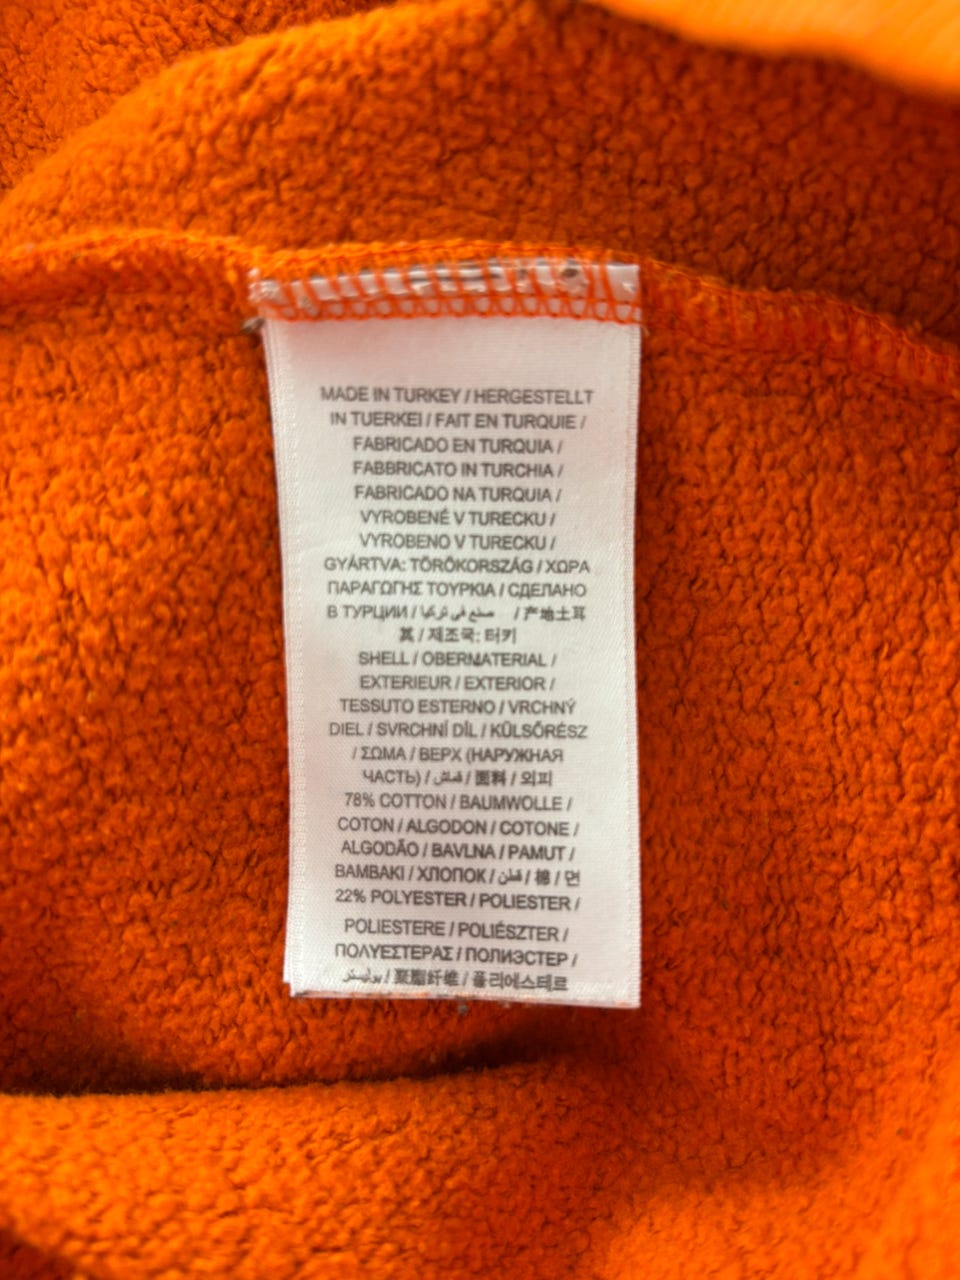 MADE IN TURKEY / HERGESTELLT
IN TUERKEI / FAIT EN TURQUIE /
FABRICADO EN TURQUIA /
FABBRICATO IN TURCHIA /
FABRICADO NA TURQUIA /
VYROBENÉ V TURECKU /
VYROBENO V TURECKU /
GYÁRTVA: TÖRÖKORSZÁG / ΧΩΡΑ
ΠΑΡΑΓΩΓΗΣ ΤΟΥΡΚΙΑ / СДЕЛАНО
В ТУРЦИИ / صنع في تركيا / 产地土耳
其 / 제조국: 터키
SHELL / OBERMATERIAL /
EXTERIEUR / EXTERIOR /
TESSUTO ESTERNO / VRCHNÝ
DIEL / SVRCHNÍ DÍL / KÜLSŐRÉSZ
/ ΣΩΜΑ / ВЕРХ (НАРУЖНАЯ
ЧАСТЬ) / قماش / 面料 / 외피
78% COTTON / BAUMWOLLE /
COTON / ALGODON / COTONE /
ALGODÃO / BAVLNA / PAMUT /
BAMBAKI / ХЛОПОК / قطن / 棉 / 면
22% POLYESTER / POLIESTER /
POLIESTERE / POLIÉSZTER /
ΠΟΛΥΕΣΤΕΡΑΣ / ПОЛИЭСТЕР /
بوليستر / 聚酯纤维 / 폴리에스테르